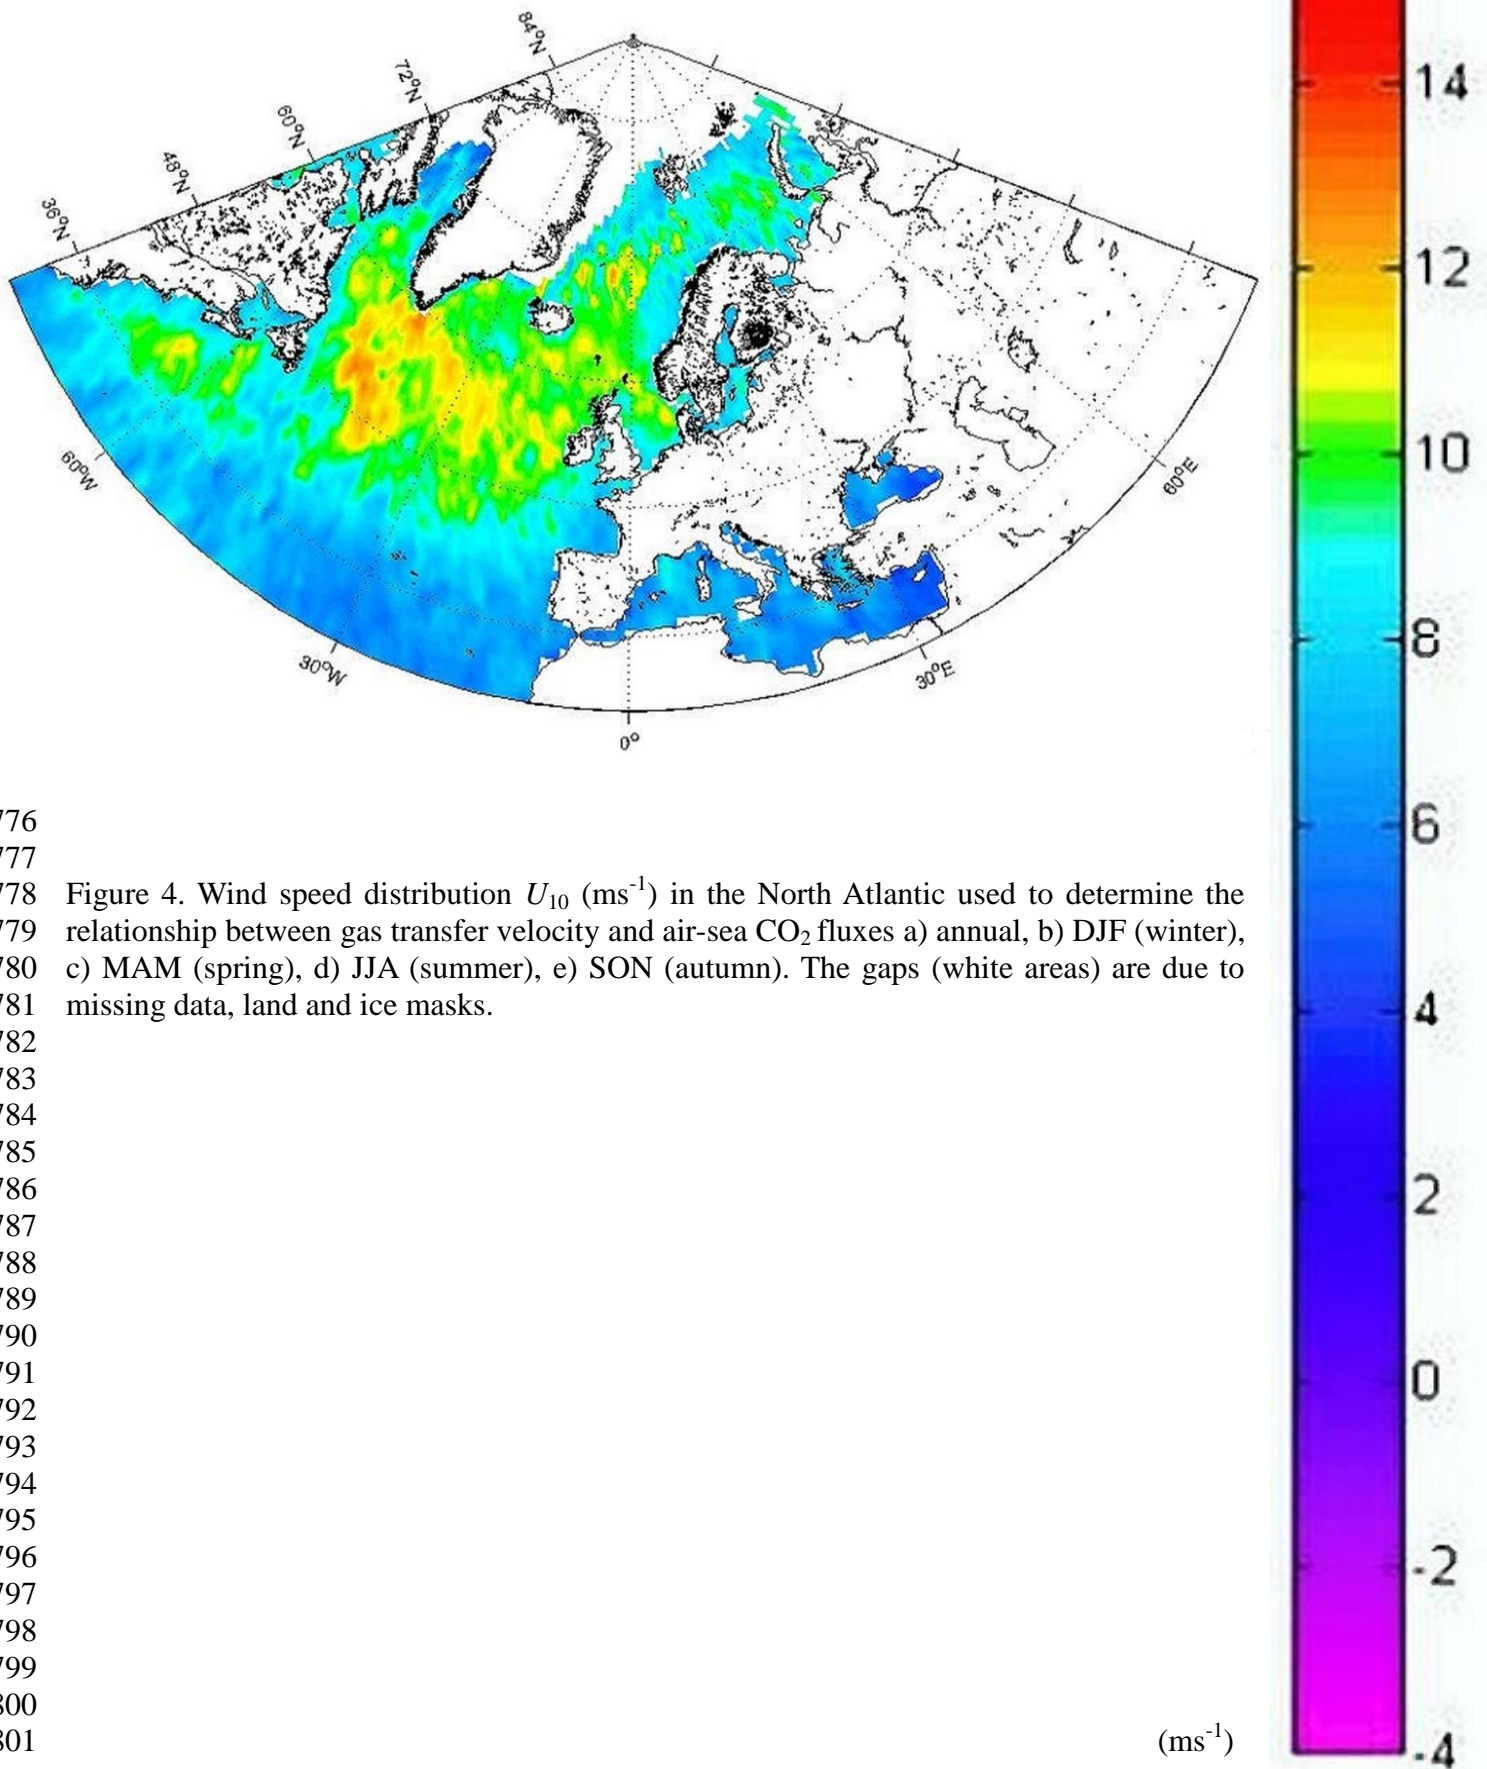 84°N
72°N
60°N
48°N
36°N
60°W
30°W
0°
30°E
60°E
14
12
10
8
6
4
2
0
-2
-4
776
777
778 Figure 4. Wind speed distribution U10 (ms-1) in the North Atlantic used to determine the
779 relationship between gas transfer velocity and air-sea CO2 fluxes a) annual, b) DJF (winter),
780 c) MAM (spring), d) JJA (summer), e) SON (autumn). The gaps (white areas) are due to
781 missing data, land and ice masks.
782
783
784
785
786
787
788
789
790
791
792
793
794
795
796
797
798
799
800
801 (ms-1)